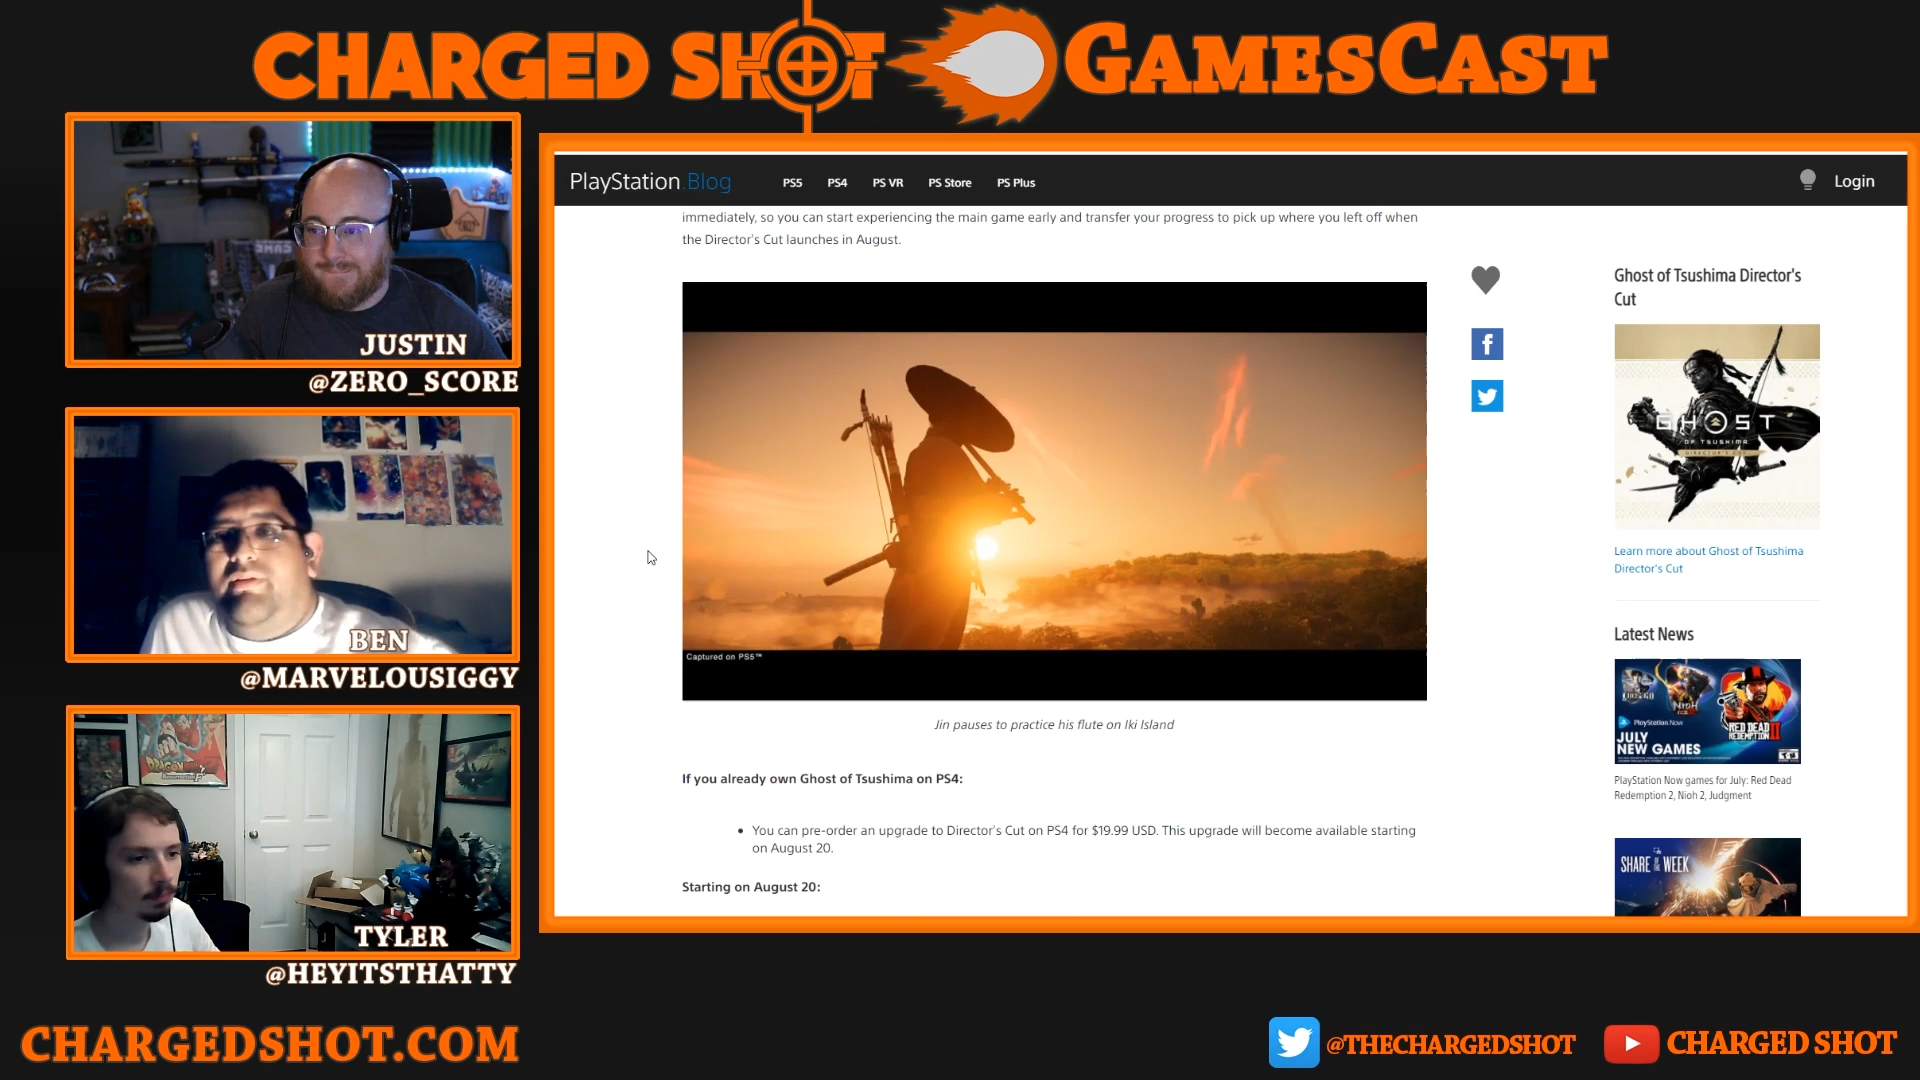 CHARGED SHOT GAMESCAST
JUSTIN
@ZERO_SCORE
BEN
@MARVELOUSIGGY
TYLER
@HEYITSTHATTY
PlayStation.Blog PS5 PS4 PS VR PS Store PS Plus Login
immediately, so you can start experiencing the main game early and transfer your progress to pick up where you left off when
the Director's Cut launches in August.
Captured on PS5™
Jin pauses to practice his flute on Iki Island
If you already own Ghost of Tsushima on PS4:
• You can pre-order an upgrade to Director's Cut on PS4 for $19.99 USD. This upgrade will become available starting
on August 20.
Starting on August 20:
Ghost of Tsushima Director's
Cut
GHOST
OF TSUSHIMA
DIRECTOR'S CUT
Learn more about Ghost of Tsushima
Director's Cut
Latest News
PlayStation Now
JULY
NEW GAMES
NIOH
RED DEAD
REDEMPTION II
PlayStation Now games for July: Red Dead
Redemption 2, Nioh 2, Judgment
SHARE OF THE WEEK
CHARGEDSHOT.COM
@THECHARGEDSHOT
CHARGED SHOT